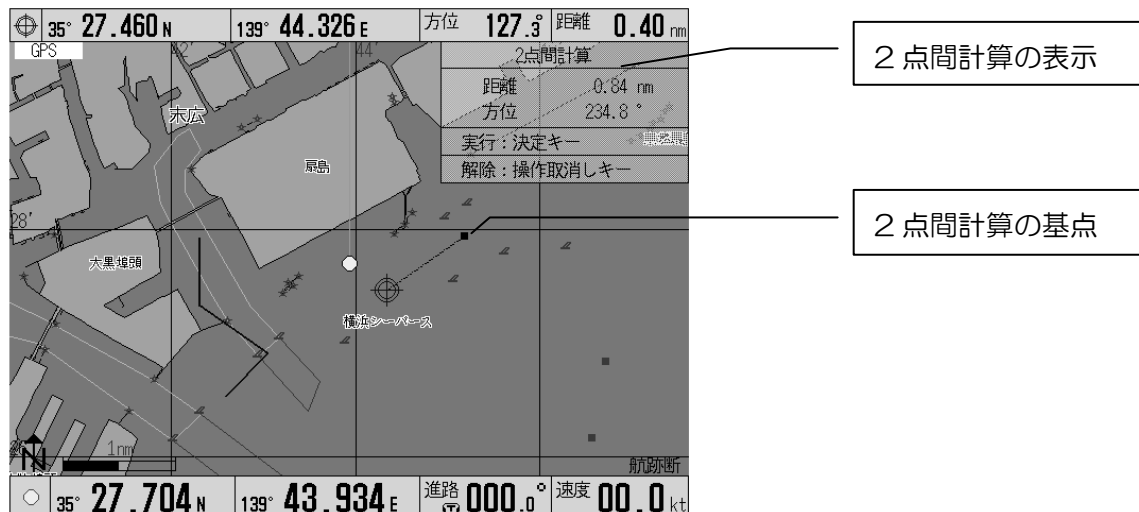 35° 27.460 N 139° 44.326 E 方位 127.3° 距離 0.40 nm
GPS
44'
2点間計算
距離 0.84 nm
方位 234.8 °
実行:決定キー
解除:操作取消しキー
末広
扇島
28'
大黒埠頭
横浜シーバース
N
1nm
航跡断
35° 27.704 N 139° 43.934 E 進路 T 000.0° 速度 00.0 kt
2点間計算の表示
2点間計算の基点